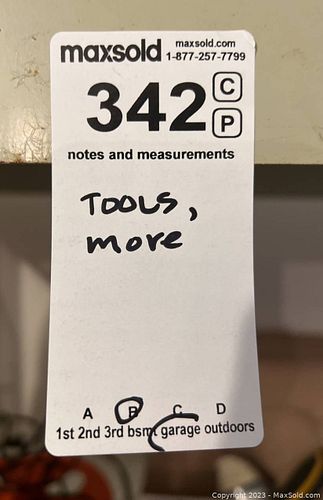 maxsold maxsold.com
1-877-257-7799
342 C
P
notes and measurements
TOOLS,
more
A B C D
1st 2nd 3rd bsmt garage outdoors
Copyright 2023 - MaxSold.com